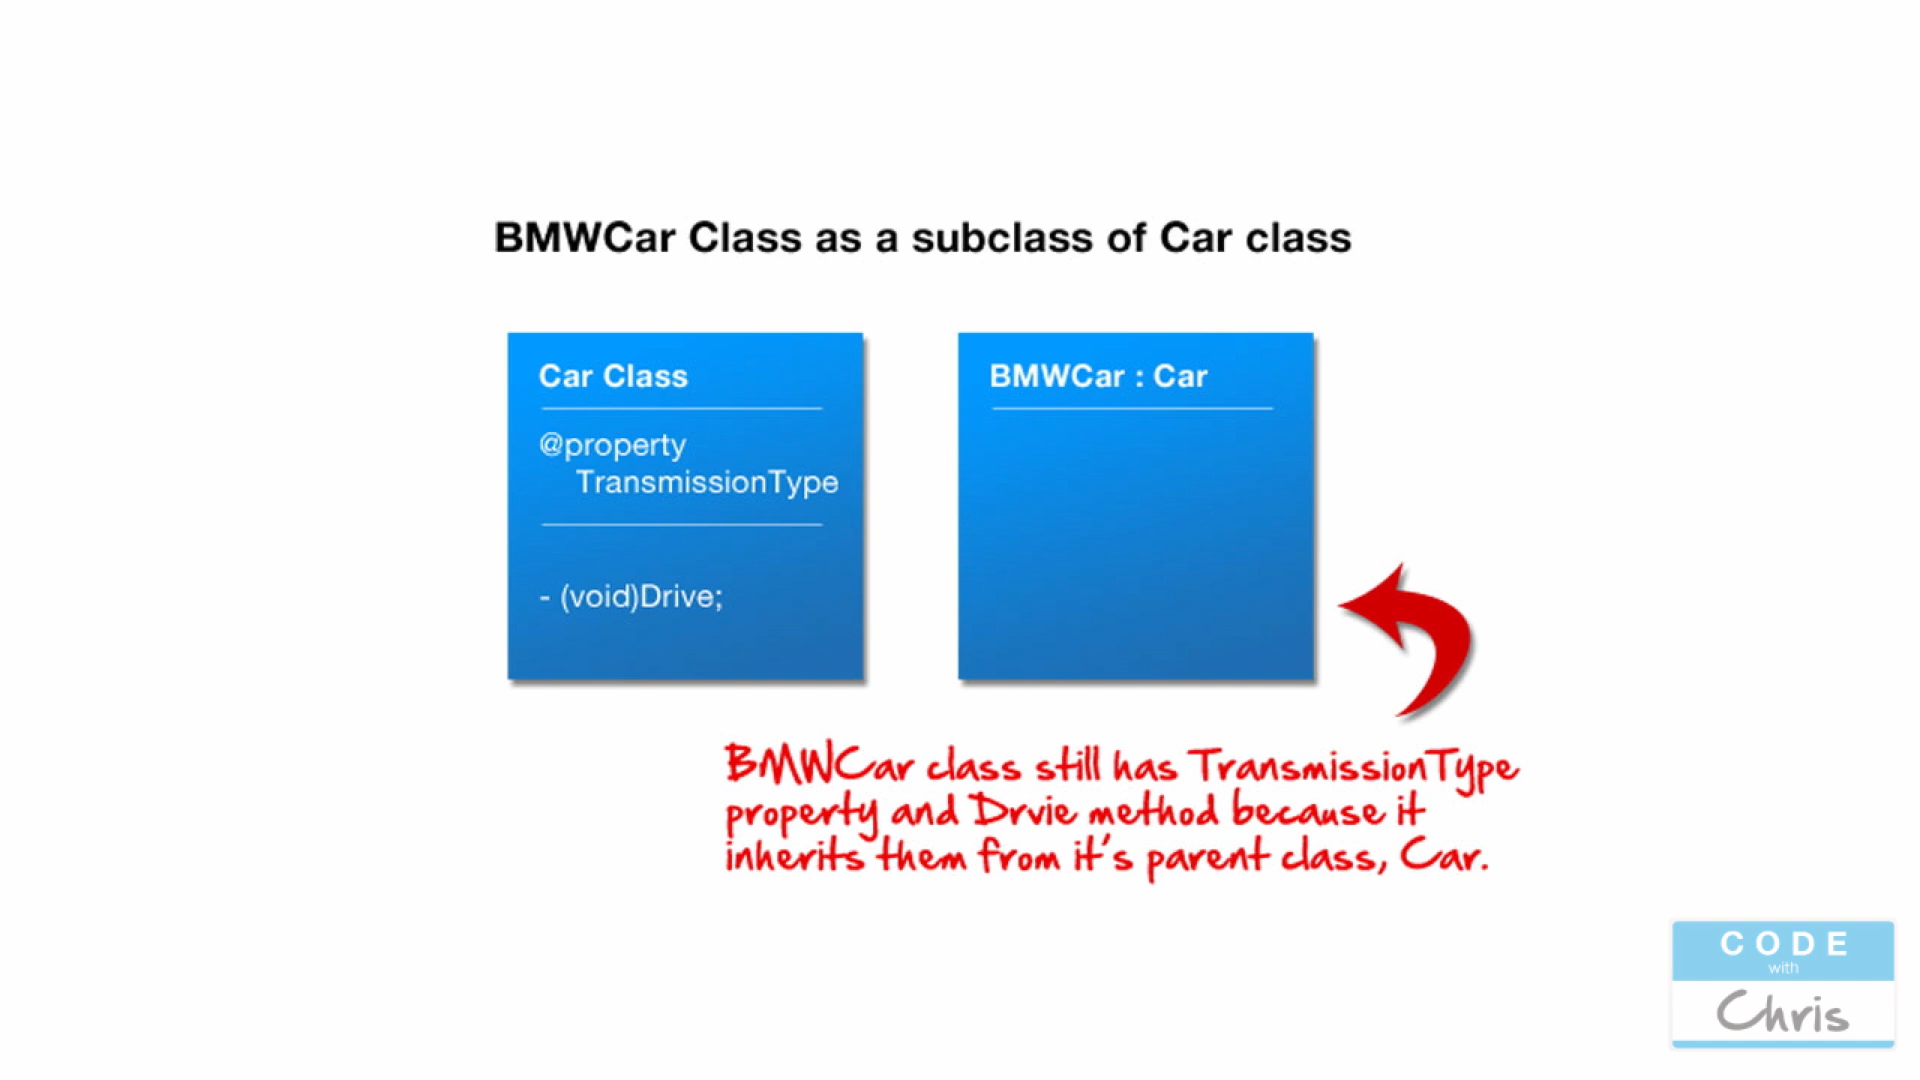 BMWCar Class as a subclass of Car class
Car Class
@property
TransmissionType
- (void)Drive;
BMWCar : Car
BMWCar class still has TransmissionType
property and Drvie method because it
inherits them from it's parent class, Car.
CODE
with
Chris